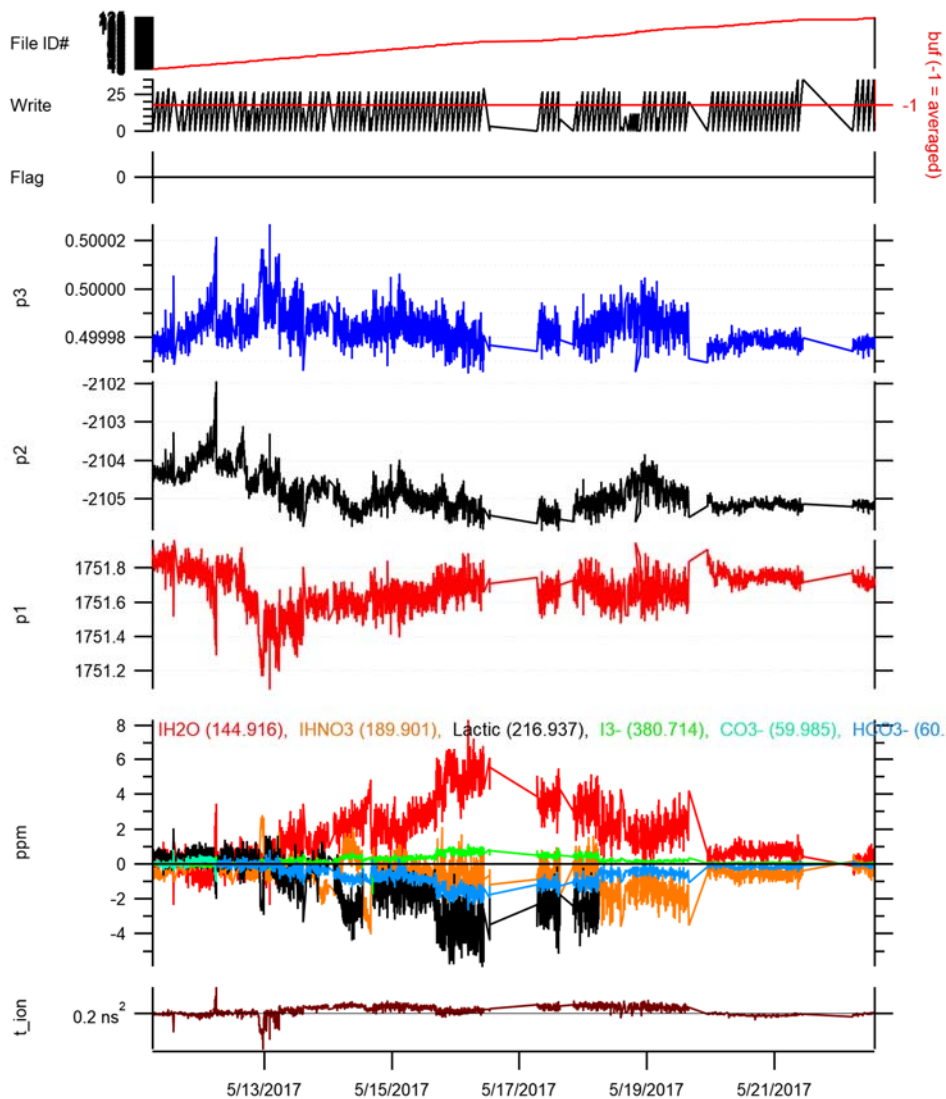 File ID#
buf (-1 = averaged)
Write
25
0
-1
Flag
0
p3
0.50002
0.50000
0.49998
p2
-2102
-2103
-2104
-2105
p1
1751.8
1751.6
1751.4
1751.2
IH2O (144.916), IHNO3 (189.901), Lactic (216.937), I3- (380.714), CO3- (59.985), HCO3- (60.
ppm
8
6
4
2
0
-2
-4
t_ion
0.2 ns²
5/13/2017 5/15/2017 5/17/2017 5/19/2017 5/21/2017